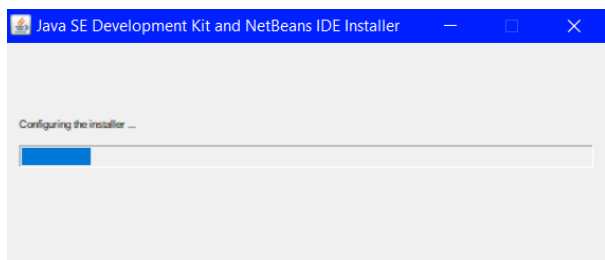 Java SE Development Kit and NetBeans IDE Installer
Configuring the installer ...